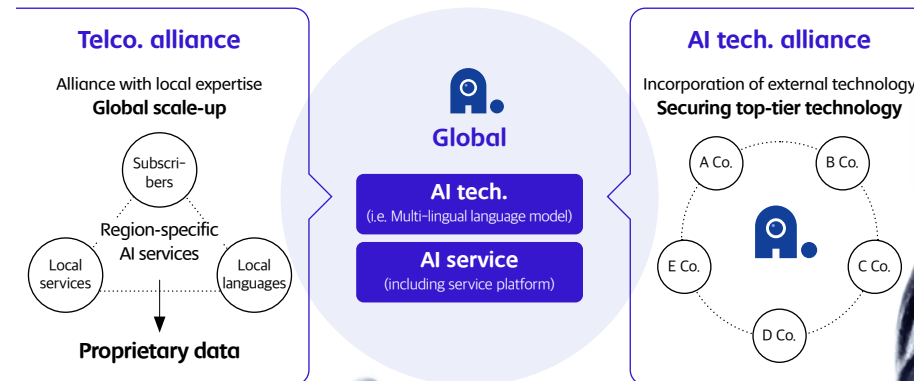 Telco. alliance
Alliance with local expertise
Global scale-up
Subscri-
bers
Region-specific
AI services
Local
services
Local
languages
Proprietary data
Global
AI tech.
(i.e. Multi-lingual language model)
AI service
(including service platform)
AI tech. alliance
Incorporation of external technology
Securing top-tier technology
A Co.
B Co.
E Co.
C Co.
D Co.